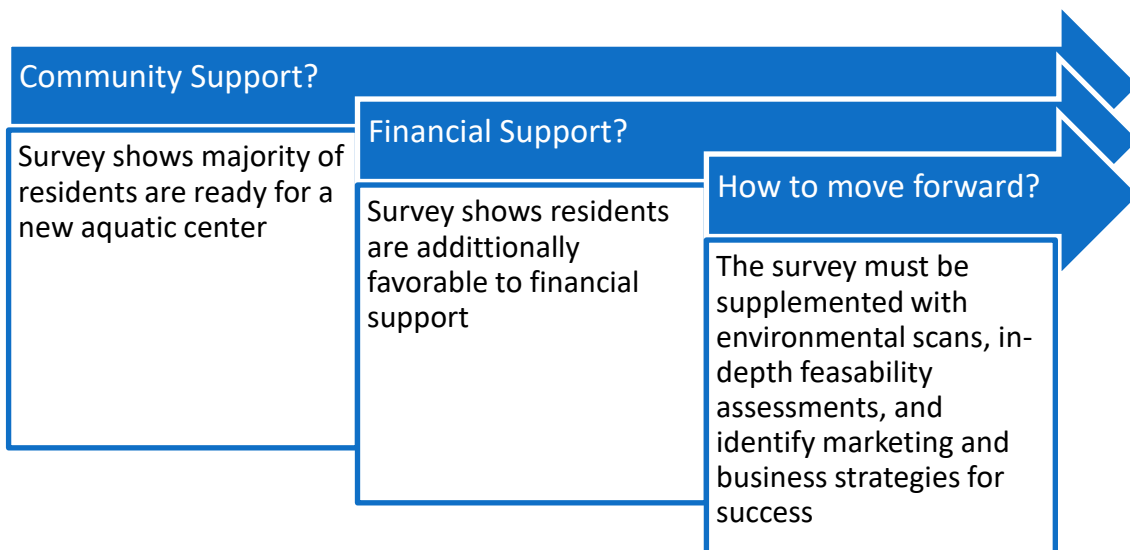 Community Support?
Survey shows majority of
residents are ready for a
new aquatic center
Financial Support?
Survey shows residents
are addittionally
favorable to financial
support
How to move forward?
The survey must be
supplemented with
environmental scans, in-
depth feasability
assessments, and
identify marketing and
business strategies for
success